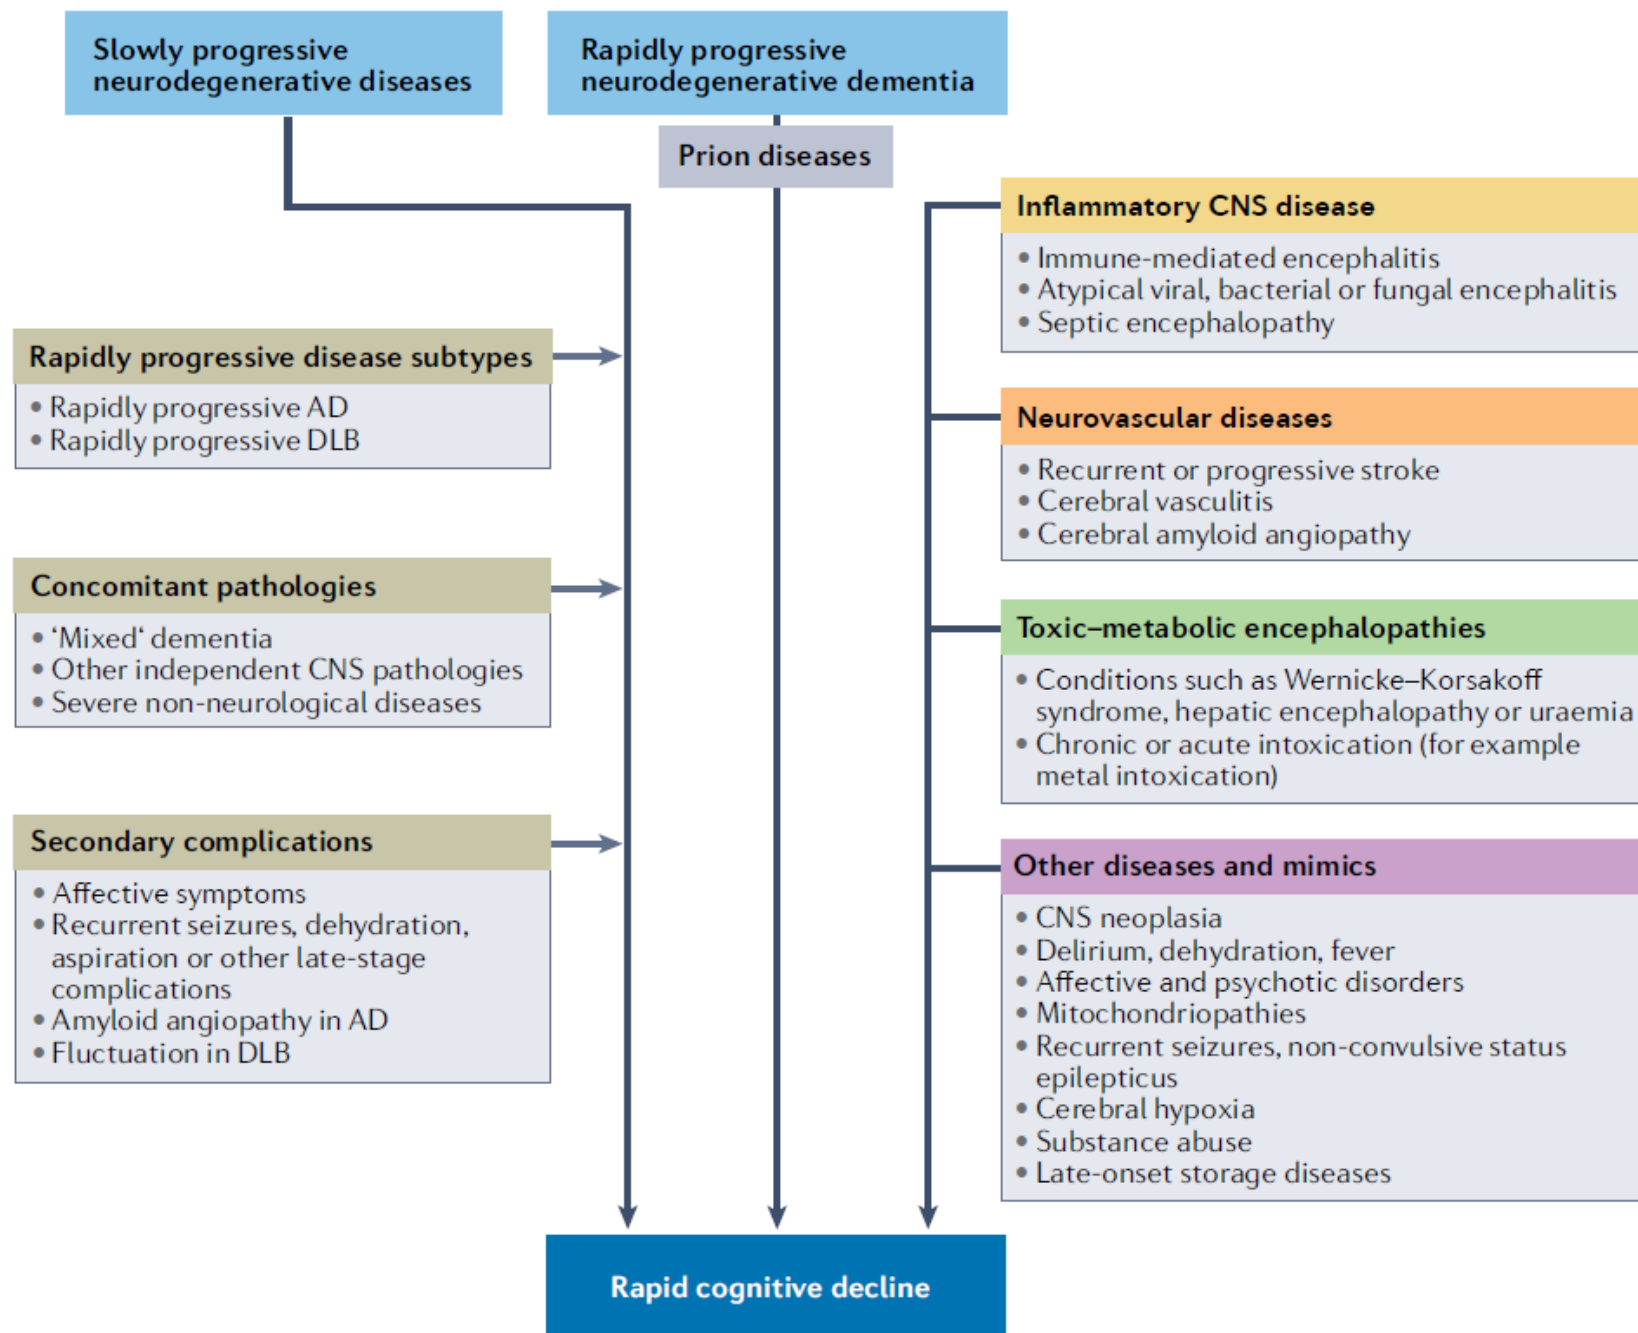 Slowly progressive
neurodegenerative diseases
Rapidly progressive
neurodegenerative dementia
Prion diseases
Rapidly progressive disease subtypes
• Rapidly progressive AD
• Rapidly progressive DLB
Concomitant pathologies
• ‘Mixed‘ dementia
• Other independent CNS pathologies
• Severe non-neurological diseases
Secondary complications
• Affective symptoms
• Recurrent seizures, dehydration,
aspiration or other late-stage
complications
• Amyloid angiopathy in AD
• Fluctuation in DLB
Inflammatory CNS disease
• Immune-mediated encephalitis
• Atypical viral, bacterial or fungal encephalitis
• Septic encephalopathy
Neurovascular diseases
• Recurrent or progressive stroke
• Cerebral vasculitis
• Cerebral amyloid angiopathy
Toxic–metabolic encephalopathies
• Conditions such as Wernicke–Korsakoff
syndrome, hepatic encephalopathy or uraemia
• Chronic or acute intoxication (for example
metal intoxication)
Other diseases and mimics
• CNS neoplasia
• Delirium, dehydration, fever
• Affective and psychotic disorders
• Mitochondriopathies
• Recurrent seizures, non-convulsive status
epilepticus
• Cerebral hypoxia
• Substance abuse
• Late-onset storage diseases
Rapid cognitive decline